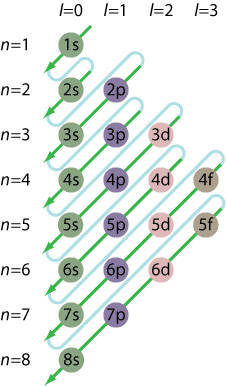 l=0 l=1 l=2 l=3
n=1 1s
n=2 2s 2p
n=3 3s 3p 3d
n=4 4s 4p 4d 4f
n=5 5s 5p 5d 5f
n=6 6s 6p 6d
n=7 7s 7p
n=8 8s